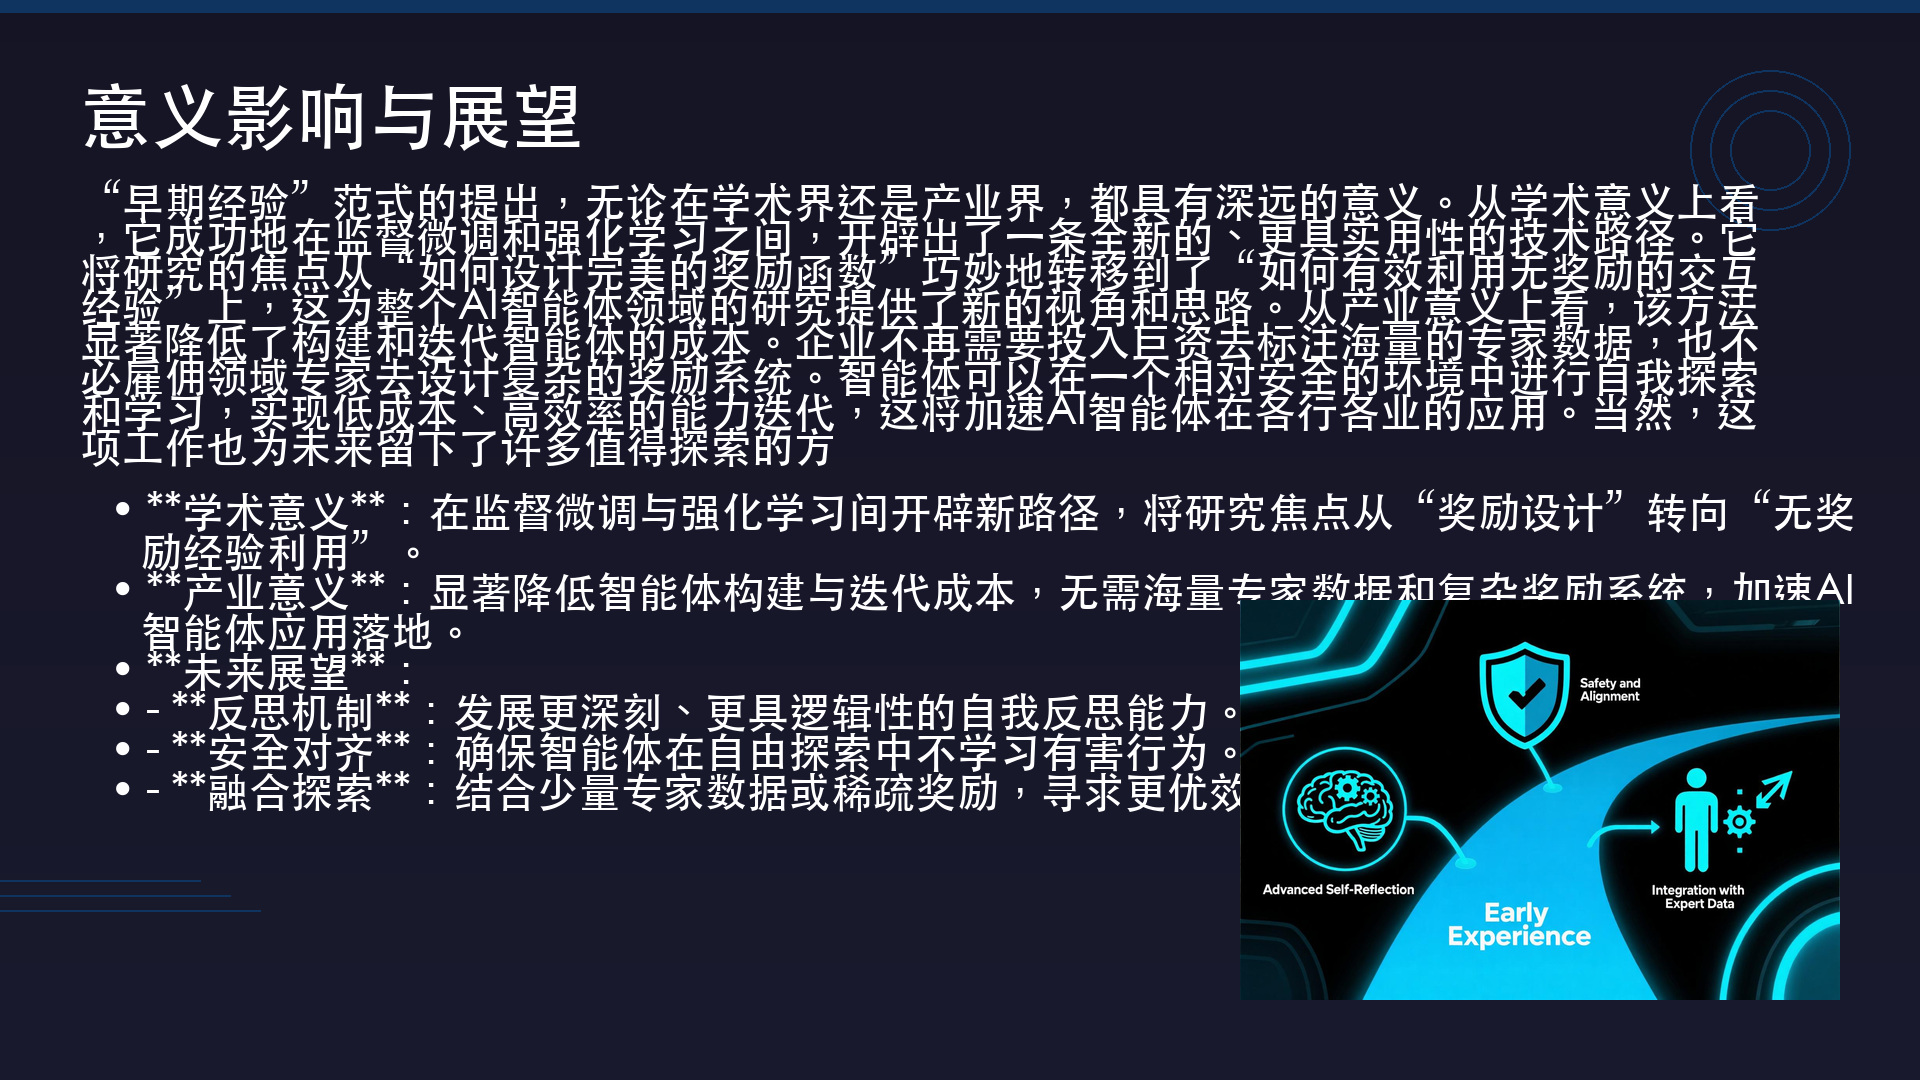 意义影响与展望
“早期经验”范式的提出，无论在学术界还是产业界，都具有深远的意义。从学术意义上看
，它成功地在监督微调和强化学习之间，开辟出了一条全新的、更具实用性的技术路径。它
将研究的焦点从“如何设计完美的奖励函数”巧妙地转移到了“如何有效利用无奖励的交互
经验”上，这为整个AI智能体领域的研究提供了新的视角和思路。从产业意义上看，该方法
显著降低了构建和迭代智能体的成本。企业不再需要投入巨资去标注海量的专家数据，也不
必雇佣领域专家去设计复杂的奖励系统。智能体可以在一个相对安全的环境中进行自我探索
和学习，实现低成本、高效率的能力迭代，这将加速AI智能体在各行各业的应用。当然，这
项工作也为未来留下了许多值得探索的方
• **学术意义**：在监督微调与强化学习间开辟新路径，将研究焦点从“奖励设计”转向“无奖
励经验利用”。
• **产业意义**：显著降低智能体构建与迭代成本，无需海量专家数据和复杂奖励系统，加速AI
智能体应用落地。
• **未来展望**：
• - **反思机制**：发展更深刻、更具逻辑性的自我反思能力。
• - **安全对齐**：确保智能体在自由探索中不学习有害行为。
• - **融合探索**：结合少量专家数据或稀疏奖励，寻求更优效
Safety and
Alignment
Advanced Self-Reflection
Integration with
Expert Data
Early
Experience